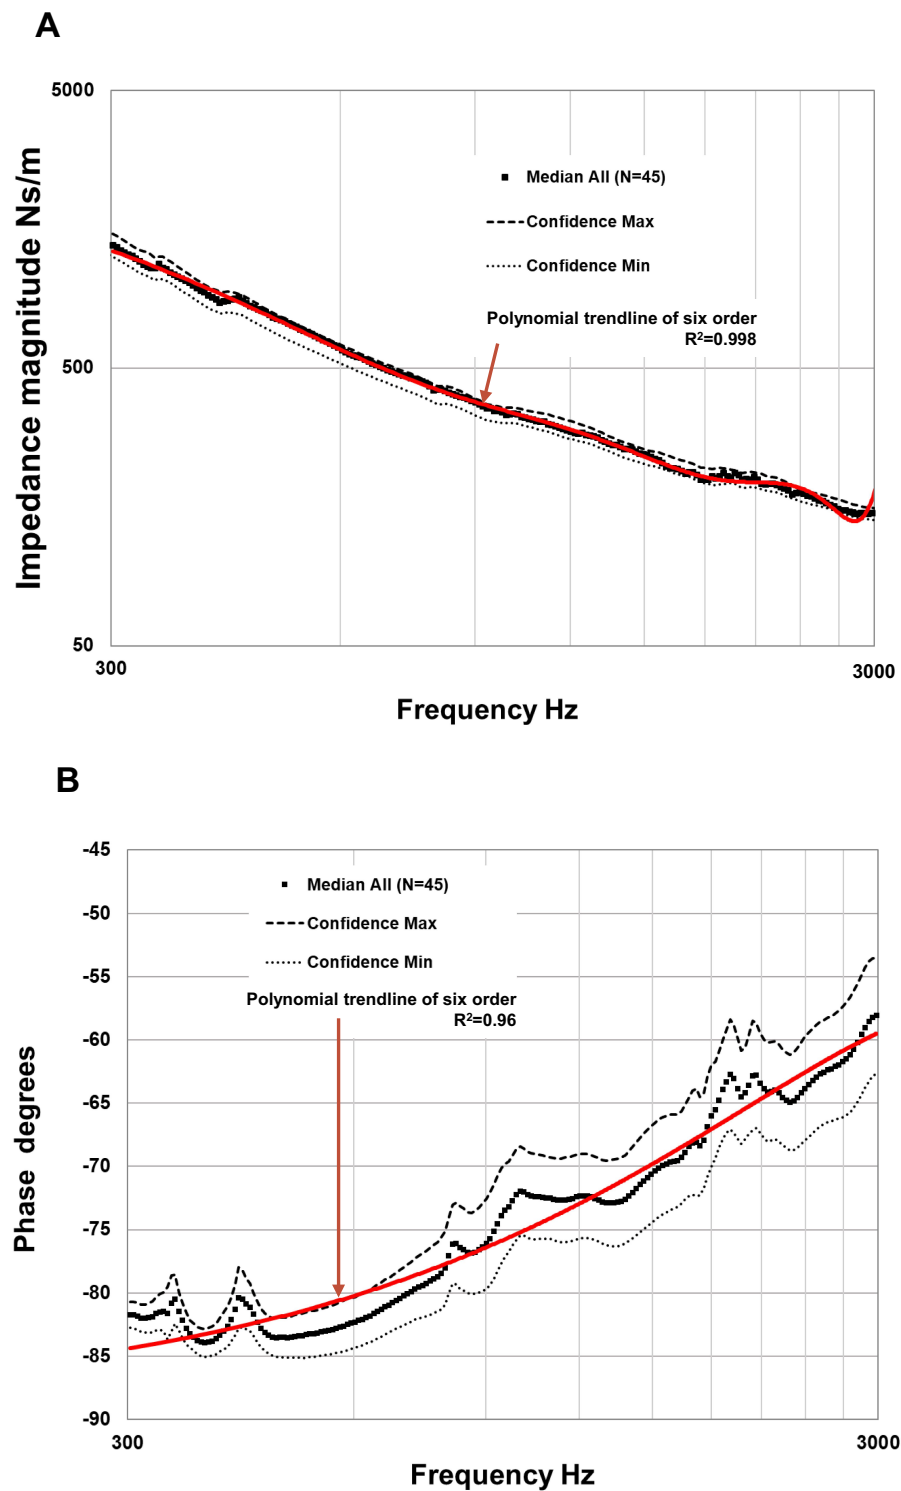 A
5000
Impedance magnitude Ns/m
Median All (N=45)
Confidence Max
Confidence Min
Polynomial trendline of six order
R²=0.998
500
50
300
3000
Frequency Hz
B
-45
-50
-55
-60
-65
-70
-75
-80
-85
-90
Phase degrees
Median All (N=45)
Confidence Max
Confidence Min
Polynomial trendline of six order
R²=0.96
300
3000
Frequency Hz